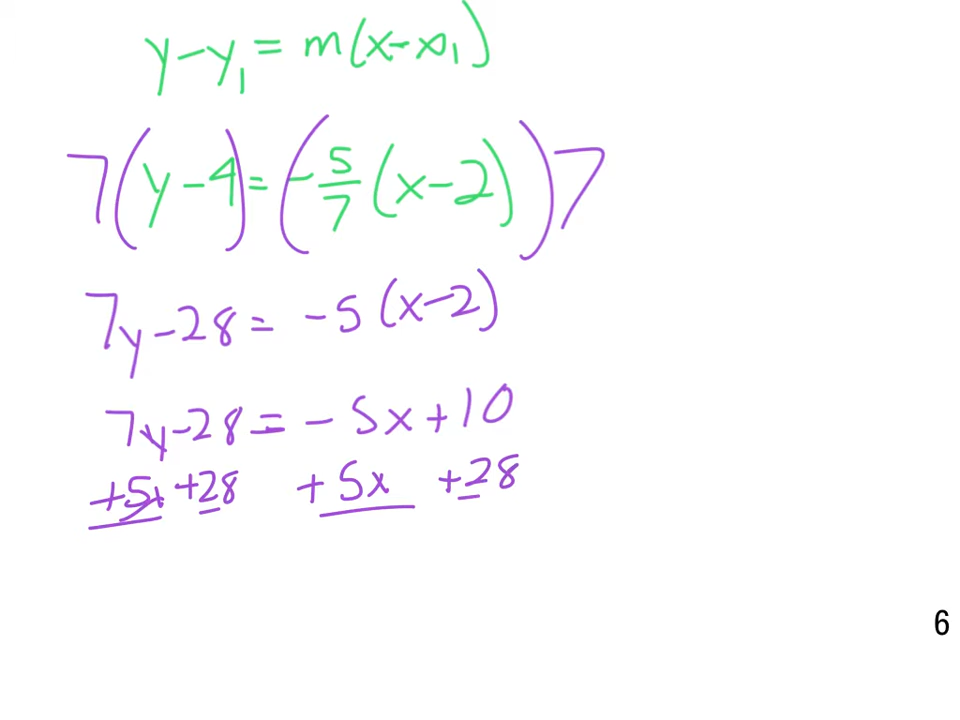 y-y₁ = m(x-x₁)
7(y-4) = (-5/7(x-2))7
7y-28 = -5(x-2)
7y-28 = -5x+10
+5x +28 +5x +28
6